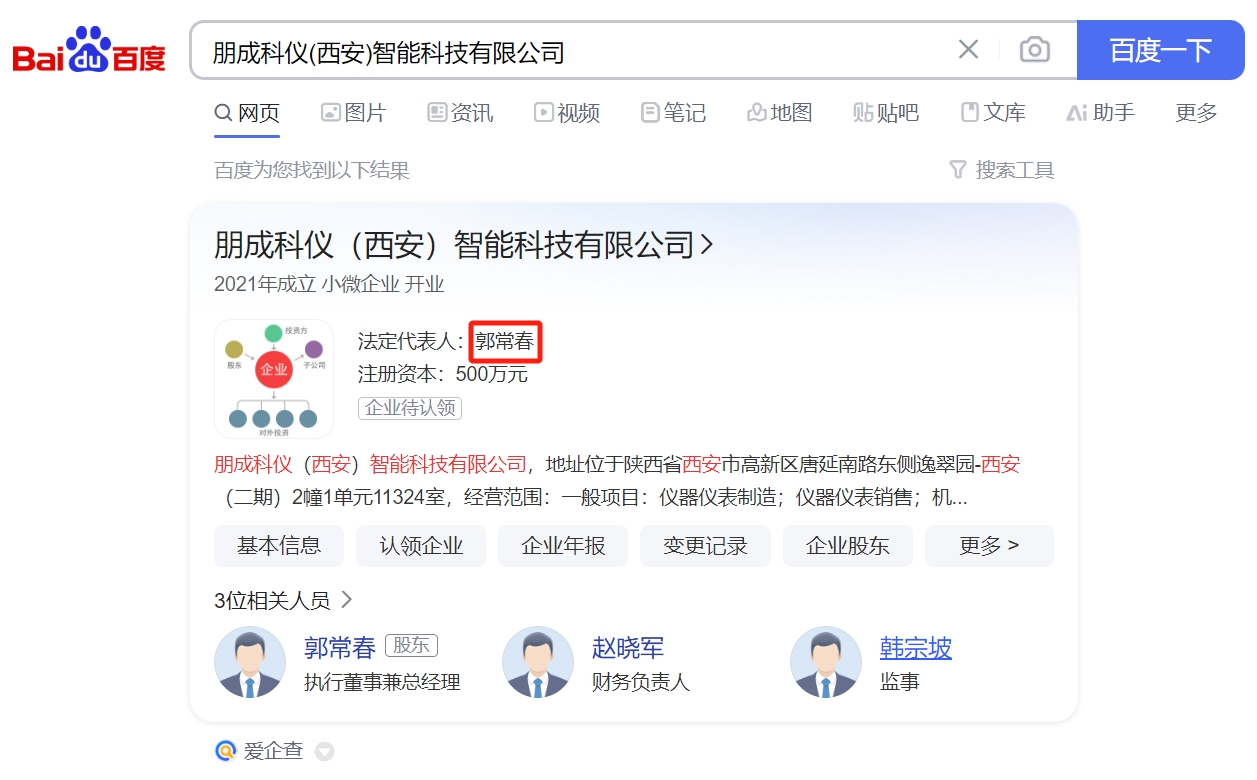 Bai du 百度
朋成科仪(西安)智能科技有限公司
百度一下
网页 图片 资讯 视频 笔记 地图 贴吧 文库 助手 更多
百度为您找到以下结果
搜索工具
朋成科仪（西安）智能科技有限公司
2021年成立 小微企业 开业
投资方
股东
企业
子公司
对外投资
法定代表人：郭常春
注册资本：500万元
企业待认领
朋成科仪（西安）智能科技有限公司，地址位于陕西省西安市高新区唐延南路东侧逸翠园-西安
（二期）2幢1单元11324室，经营范围：一般项目：仪器仪表制造；仪器仪表销售；机...
基本信息 认领企业 企业年报 变更记录 企业股东 更多 >
3位相关人员
郭常春 股东
执行董事兼总经理
赵晓军
财务负责人
韩宗坡
监事
爱企查